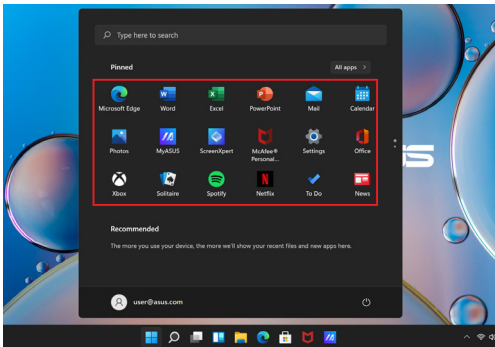 Type here to search
Pinned
All apps >
Microsoft Edge
Word
Excel
PowerPoint
Mail
Calendar
Photos
MyASUS
ScreenXpert
McAfee®
Personal...
Settings
Office
Xbox
Solitaire
Spotify
Netflix
To Do
News
Recommended
The more you use your device, the more we'll show your recent files and new apps here.
user@asus.com